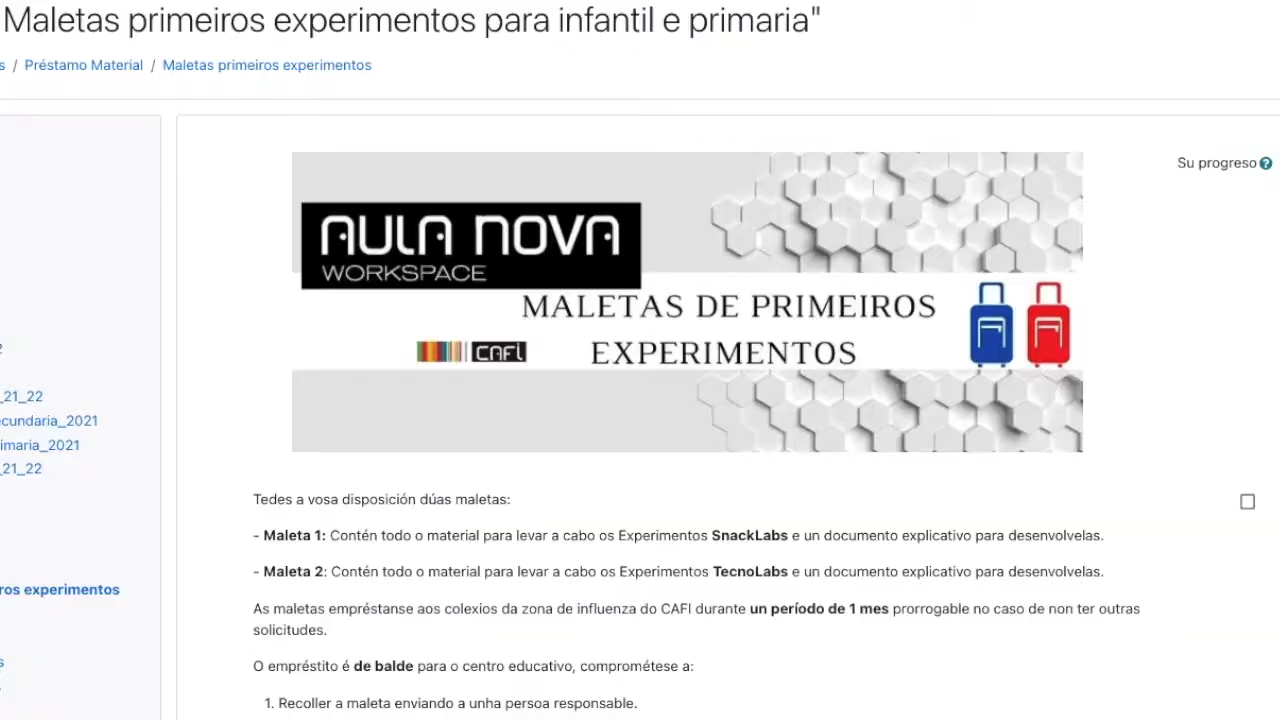 Maletas primeiros experimentos para infantil e primaria"
s / Préstamo Material / Maletas primeiros experimentos
Su progreso
AULA NOVA
WORKSPACE
MALETAS DE PRIMEIROS
EXPERIMENTOS
CAFI
2
_21_22
cundaria_2021
imaria_2021
_21_22
ros experimentos
s
Tedes a vosa disposición dúas maletas:
- Maleta 1: Contén todo o material para levar a cabo os Experimentos SnackLabs e un documento explicativo para desenvolvelas.
- Maleta 2: Contén todo o material para levar a cabo os Experimentos TecnoLabs e un documento explicativo para desenvolvelas.
As maletas empréstanse aos colexios da zona de influenza do CAFI durante un período de 1 mes prorrogable no caso de non ter outras
solicitudes.
O empréstito é de balde para o centro educativo, comprométese a:
1. Recoller a maleta enviando a unha persoa responsable.